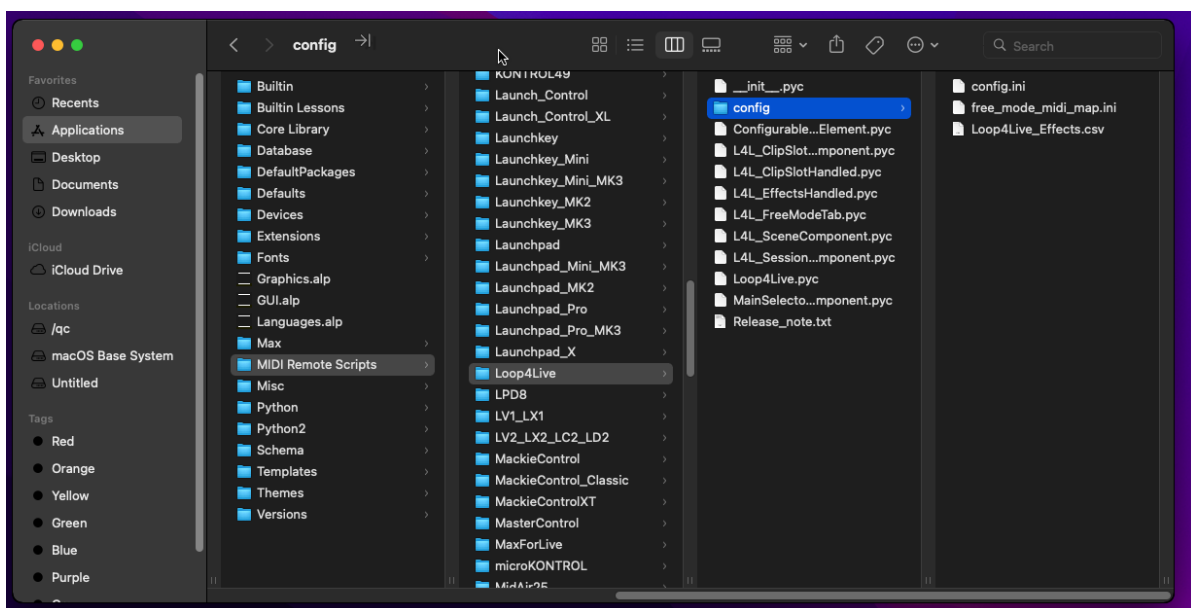 config
Search
Favorites
Recents
Applications
Desktop
Documents
Downloads
iCloud
iCloud Drive
Locations
/qc
macOS Base System
Untitled
Tags
Red
Orange
Yellow
Green
Blue
Purple
Builtin
Builtin Lessons
Core Library
Database
DefaultPackages
Defaults
Devices
Extensions
Fonts
Graphics.alp
GUI.alp
Languages.alp
Max
MIDI Remote Scripts
Misc
Python
Python2
Schema
Templates
Themes
Versions
KONTROL49
Launch_Control
Launch_Control_XL
Launchkey
Launchkey_Mini
Launchkey_Mini_MK3
Launchkey_MK2
Launchkey_MK3
Launchpad
Launchpad_Mini_MK3
Launchpad_MK2
Launchpad_Pro
Launchpad_Pro_MK3
Launchpad_X
Loop4Live
LPD8
LV1_LX1
LV2_LX2_LC2_LD2
MackieControl
MackieControl_Classic
MackieControlXT
MasterControl
MaxForLive
microKONTROL
MidAir25
__init__.pyc
config
Configurable...Element.pyc
L4L_ClipSlot...mponent.pyc
L4L_ClipSlotHandled.pyc
L4L_EffectsHandled.pyc
L4L_FreeModeTab.pyc
L4L_SceneComponent.pyc
L4L_Session...mponent.pyc
Loop4Live.pyc
MainSelecto...mponent.pyc
Release_note.txt
config.ini
free_mode_midi_map.ini
Loop4Live_Effects.csv